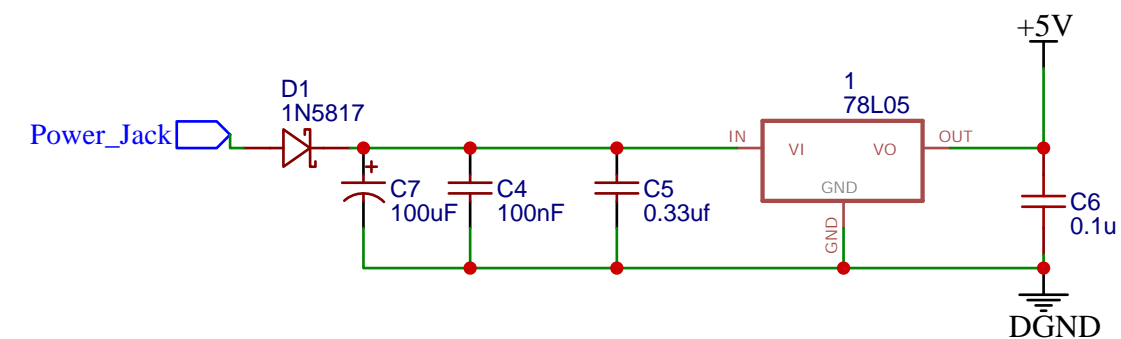 +5V
D1
1N5817
Power_Jack
1
78L05
IN
VI
VO
OUT
GND
GND
+
C7
100uF
C4
100nF
C5
0.33uf
C6
0.1u
DGND